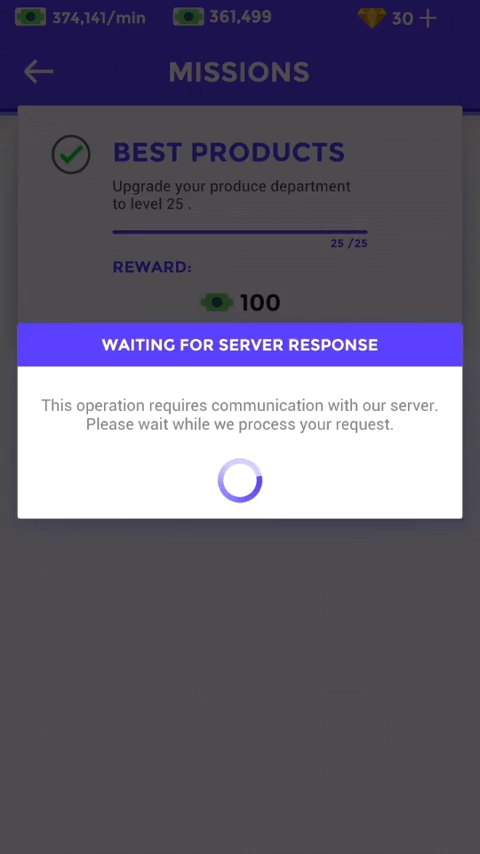 374,141/min 361,499 30 +
MISSIONS
BEST PRODUCTS
Upgrade your produce department
to level 25 .
25 /25
REWARD:
100
WAITING FOR SERVER RESPONSE
This operation requires communication with our server.
Please wait while we process your request.